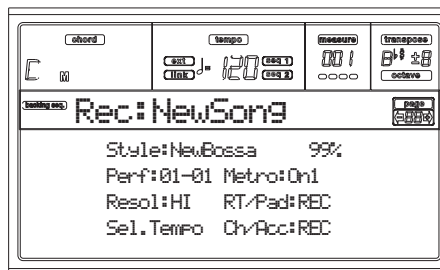 chord tempo measure transpose
C M ext link ♩= 120 seq 1 seq 2 001 octave
backing seq. Rec:NewSong page
Style:NewBossa 99%
Perf:01-01 Metro:On1
Resol:HI RT/Pad:REC
Sel.Tempo Ch/Acc:REC